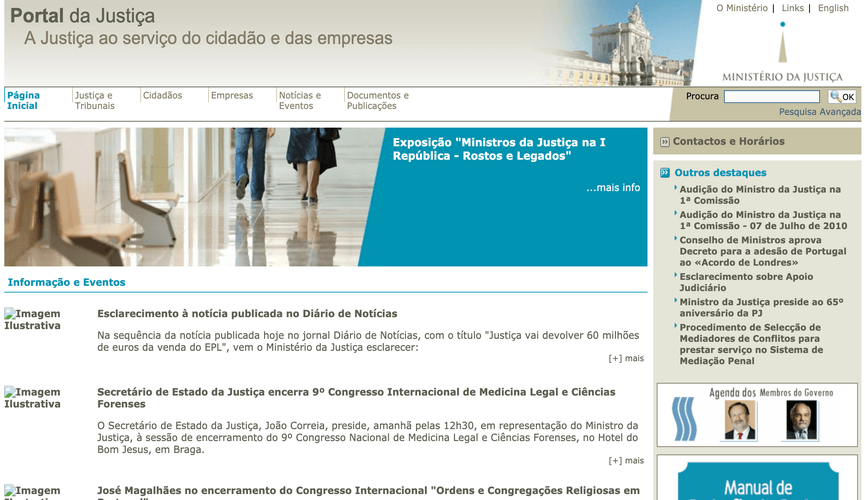 Portal da Justiça
A Justiça ao serviço do cidadão e das empresas
O Ministério | Links | English
MINISTÉRIO DA JUSTIÇA
Página
Inicial
Justiça e
Tribunais
Cidadãos
Empresas
Notícias e
Eventos
Documentos e
Publicações
Procura
OK
Pesquisa Avançada
Exposição "Ministros da Justiça na I
República - Rostos e Legados"
...mais info
Informação e Eventos
Imagem
Ilustrativa
Esclarecimento à notícia publicada no Diário de Notícias
Na sequência da notícia publicada hoje no jornal Diário de Notícias, com o título "Justiça vai devolver 60 milhões
de euros da venda do EPL", vem o Ministério da Justiça esclarecer:
[+] mais
Imagem
Ilustrativa
Secretário de Estado da Justiça encerra 9º Congresso Internacional de Medicina Legal e Ciências
Forenses
O Secretário de Estado da Justiça, João Correia, preside, amanhã pelas 12h30, em representação do Ministro da
Justiça, à sessão de encerramento do 9º Congresso Nacional de Medicina Legal e Ciências Forenses, no Hotel do
Bom Jesus, em Braga.
[+] mais
Imagem
José Magalhães no encerramento do Congresso Internacional "Ordens e Congregações Religiosas em
Contactos e Horários
Outros destaques
Audição do Ministro da Justiça na
1ª Comissão
Audição do Ministro da Justiça na
1ª Comissão - 07 de Julho de 2010
Conselho de Ministros aprova
Decreto para a adesão de Portugal
ao «Acordo de Londres»
Esclarecimento sobre Apoio
Judiciário
Ministro da Justiça preside ao 65º
aniversário da PJ
Procedimento de Selecção de
Mediadores de Conflitos para
prestar serviço no Sistema de
Mediação Penal
Agenda dos Membros do Governo
Manual de